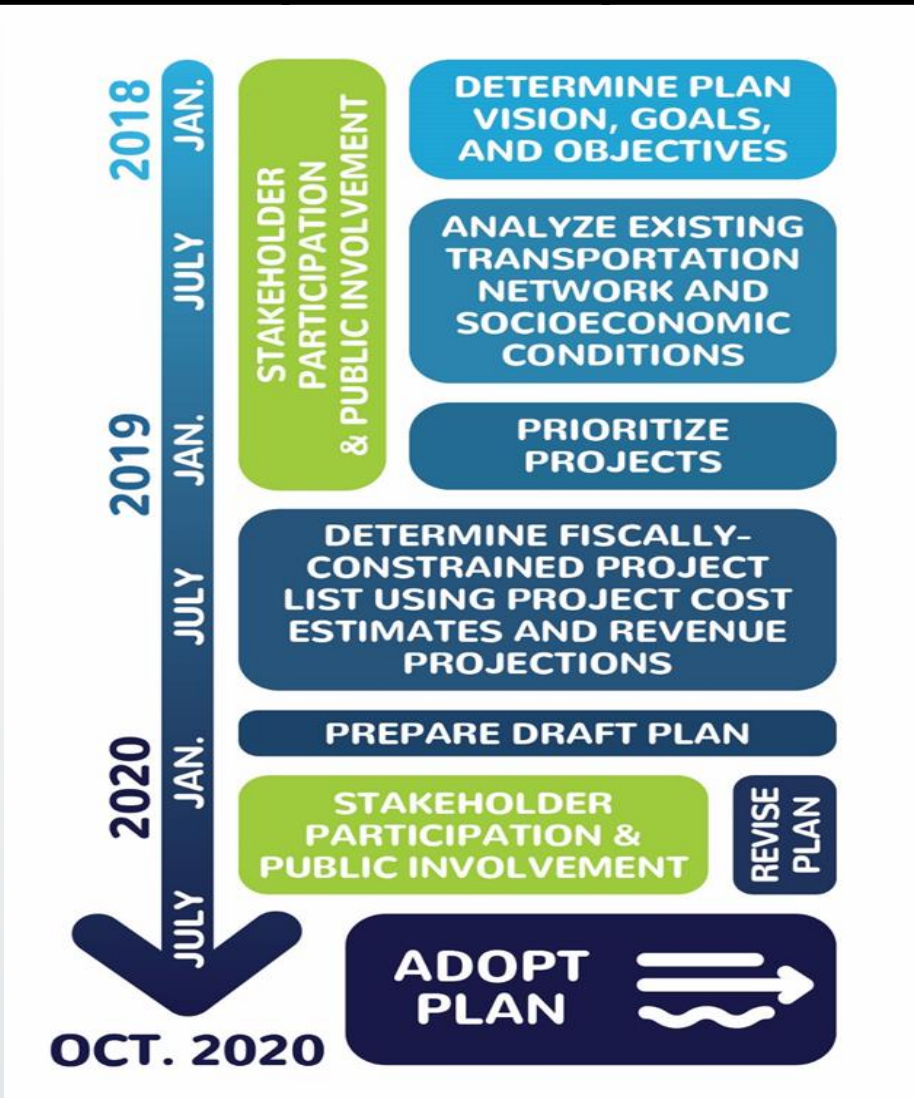 2018
JAN.
JULY
2019
JAN.
JULY
2020
JAN.
JULY
OCT. 2020
STAKEHOLDER
PARTICIPATION
& PUBLIC INVOLVEMENT
DETERMINE PLAN
VISION, GOALS,
AND OBJECTIVES
ANALYZE EXISTING
TRANSPORTATION
NETWORK AND
SOCIOECONOMIC
CONDITIONS
PRIORITIZE
PROJECTS
DETERMINE FISCALLY-
CONSTRAINED PROJECT
LIST USING PROJECT COST
ESTIMATES AND REVENUE
PROJECTIONS
PREPARE DRAFT PLAN
STAKEHOLDER
PARTICIPATION &
PUBLIC INVOLVEMENT
REVISE
PLAN
ADOPT
PLAN